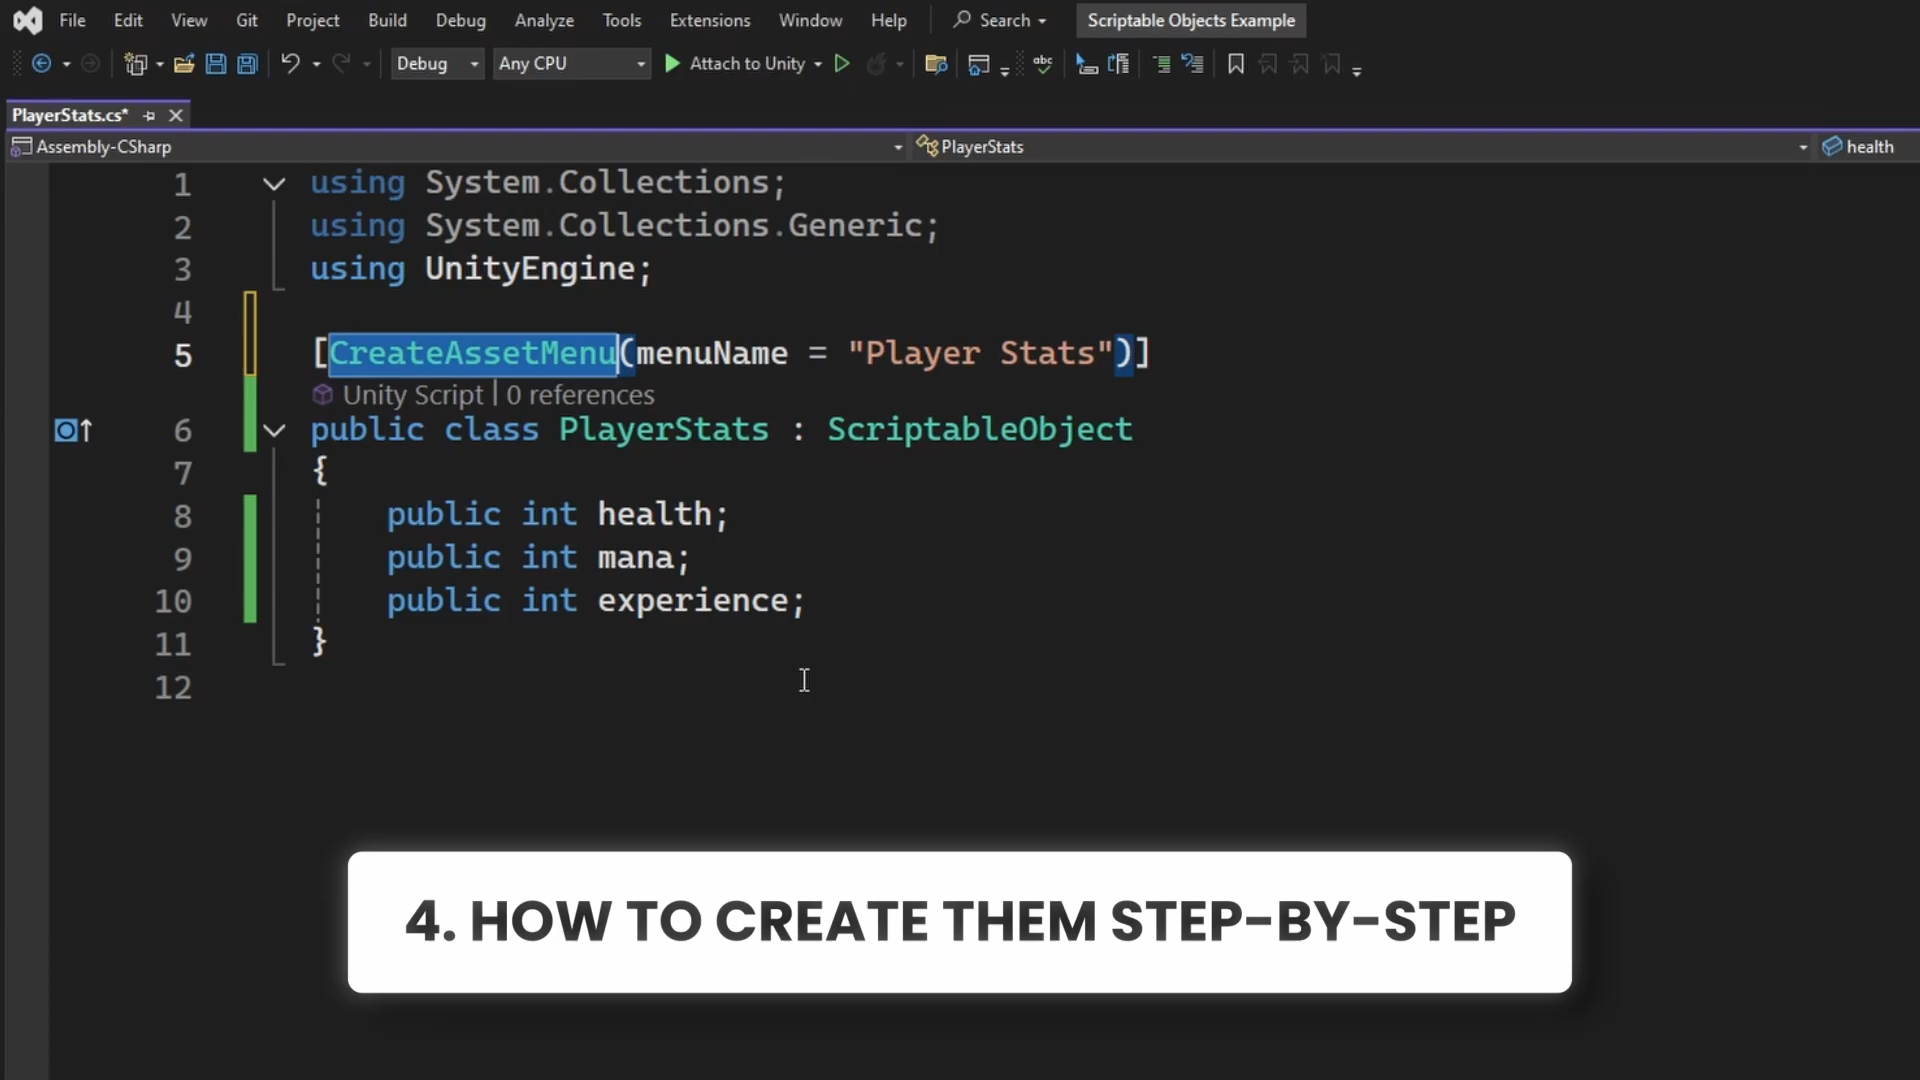 File Edit View Git Project Build Debug Analyze Tools Extensions Window Help Search Scriptable Objects Example
Debug Any CPU Attach to Unity abc
PlayerStats.cs*
Assembly-CSharp PlayerStats health
1 using System.Collections;
2 using System.Collections.Generic;
3 using UnityEngine;
4
5 [CreateAssetMenu(menuName = "Player Stats")]
Unity Script | 0 references
6 public class PlayerStats : ScriptableObject
7 {
8 public int health;
9 public int mana;
10 public int experience;
11 }
12
4. HOW TO CREATE THEM STEP-BY-STEP